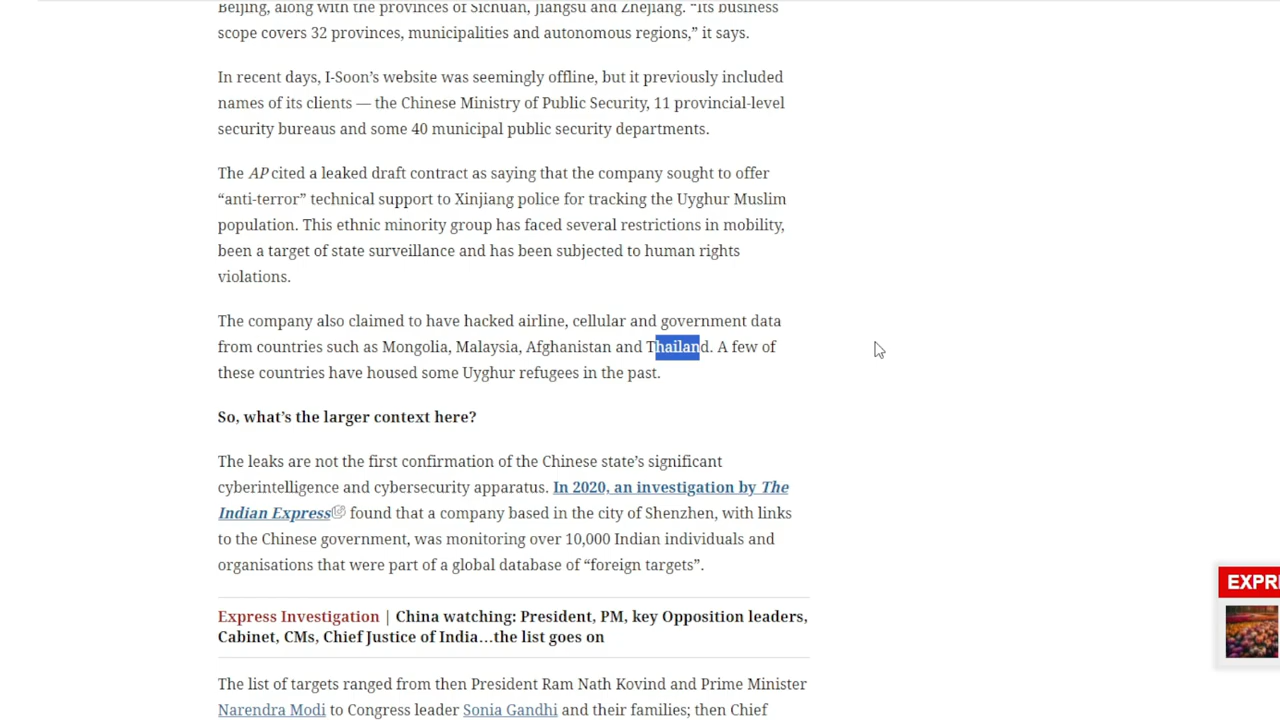 Beijing, along with the provinces of Sichuan, Jiangsu and Zhejiang. “Its business
scope covers 32 provinces, municipalities and autonomous regions,” it says.
In recent days, I-Soon’s website was seemingly offline, but it previously included
names of its clients — the Chinese Ministry of Public Security, 11 provincial-level
security bureaus and some 40 municipal public security departments.
The AP cited a leaked draft contract as saying that the company sought to offer
“anti-terror” technical support to Xinjiang police for tracking the Uyghur Muslim
population. This ethnic minority group has faced several restrictions in mobility,
been a target of state surveillance and has been subjected to human rights
violations.
The company also claimed to have hacked airline, cellular and government data
from countries such as Mongolia, Malaysia, Afghanistan and Thailand. A few of
these countries have housed some Uyghur refugees in the past.
So, what’s the larger context here?
The leaks are not the first confirmation of the Chinese state’s significant
cyberintelligence and cybersecurity apparatus. In 2020, an investigation by The
Indian Express found that a company based in the city of Shenzhen, with links
to the Chinese government, was monitoring over 10,000 Indian individuals and
organisations that were part of a global database of “foreign targets”.
EXPR
Express Investigation | China watching: President, PM, key Opposition leaders,
Cabinet, CMs, Chief Justice of India…the list goes on
The list of targets ranged from then President Ram Nath Kovind and Prime Minister
Narendra Modi to Congress leader Sonia Gandhi and their families; then Chief